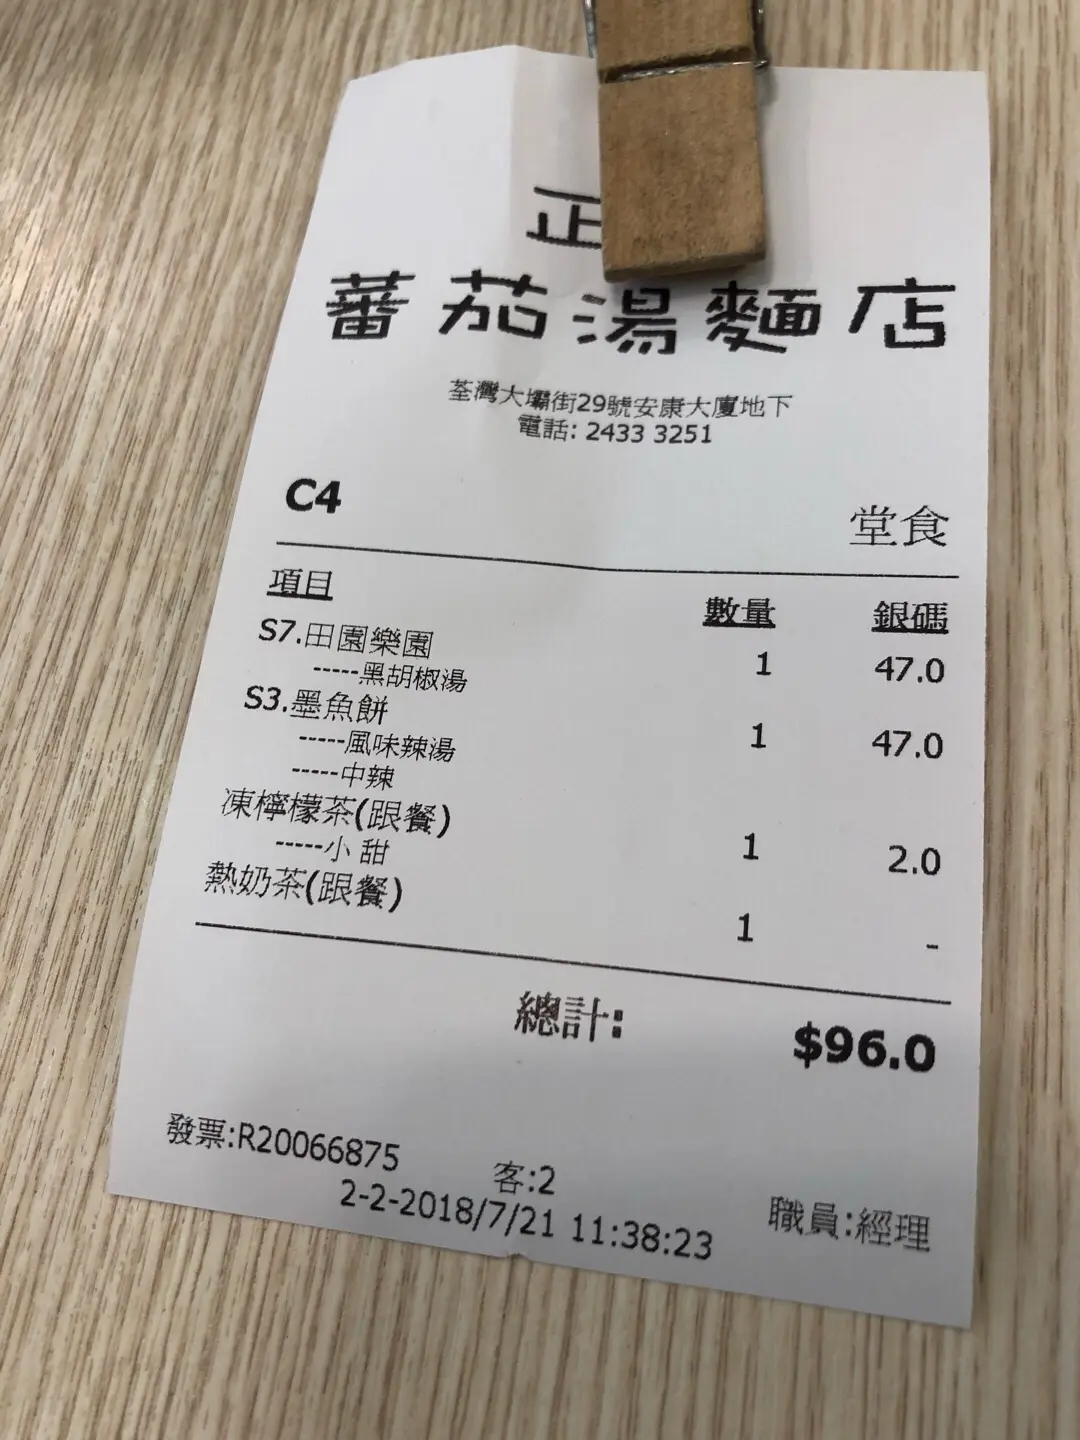 正
蕃茄湯麵店
荃灣大壩街29號安康大廈地下
電話: 2433 3251
C4 堂食
項目 數量 銀碼
S7.田園樂園 1 47.0
-----黑胡椒湯
S3.墨魚餅 1 47.0
-----風味辣湯
-----中辣
凍檸檬茶(跟餐) 1 2.0
-----小 甜
熱奶茶(跟餐) 1 -
總計: $96.0
發票:R20066875 客:2 職員:經理
2-2-2018/7/21 11:38:23